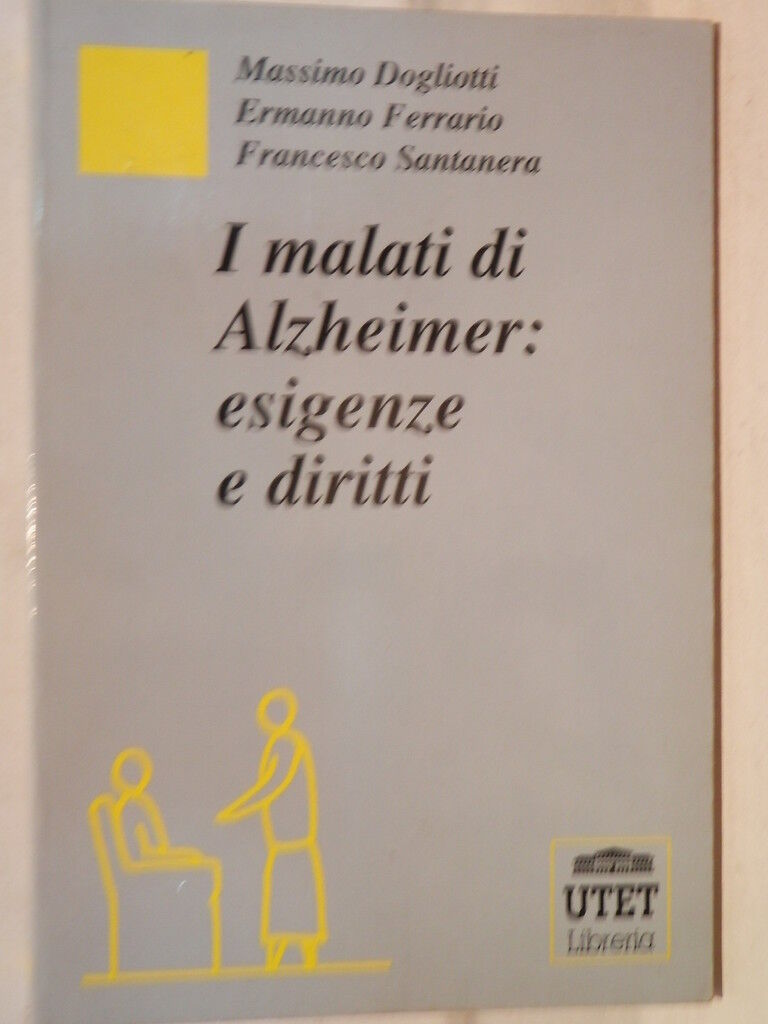 Massimo Dogliotti
Ermanno Ferrario
Francesco Santanera
I malati di
Alzheimer:
esigenze
e diritti
UTET
Libreria